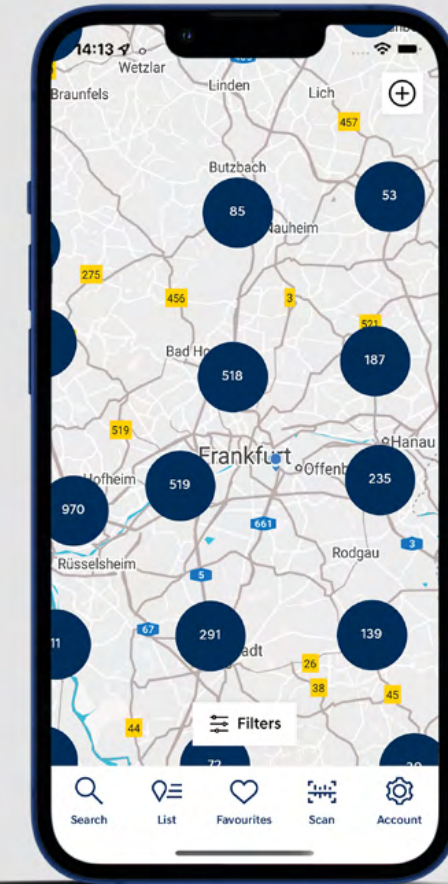 14:13
Wetzlar
Braunfels
Linden
Lich
457
Butzbach
85
53
Nauheim
275
456
3
521
Bad Ho
518
187
519
Frankfurt
Hanau
Offenb
Hofheim
519
235
970
661
3
Rüsselsheim
5
Rodgau
67
291
139
11
adt
26
38
45
44
Filters
72
Search
List
Favourites
Scan
Account